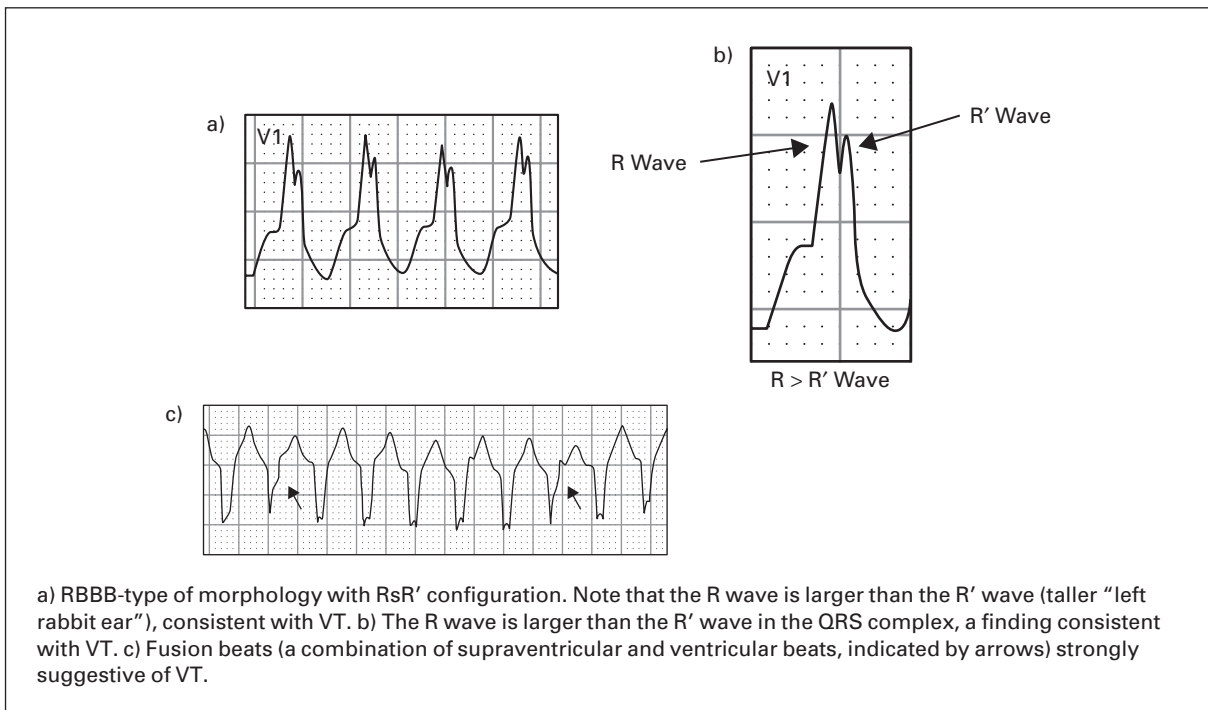 a)
V1
b)
V1
R Wave
R′ Wave
R > R′ Wave
c)
a) RBBB-type of morphology with RsR′ configuration. Note that the R wave is larger than the R′ wave (taller “left
rabbit ear”), consistent with VT. b) The R wave is larger than the R′ wave in the QRS complex, a finding consistent
with VT. c) Fusion beats (a combination of supraventricular and ventricular beats, indicated by arrows) strongly
suggestive of VT.